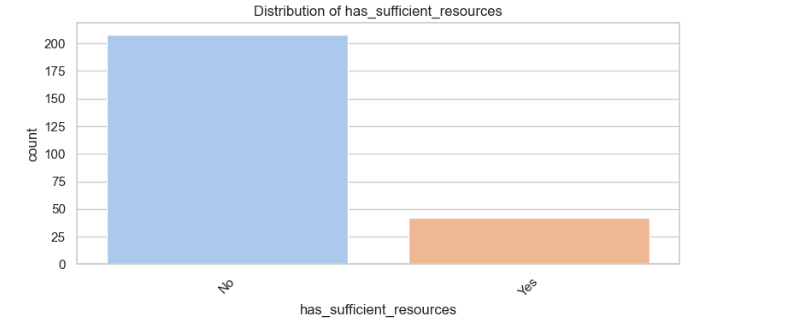 Distribution of has_sufficient_resources
200
175
150
125
100
75
50
25
0
count
No
Yes
has_sufficient_resources